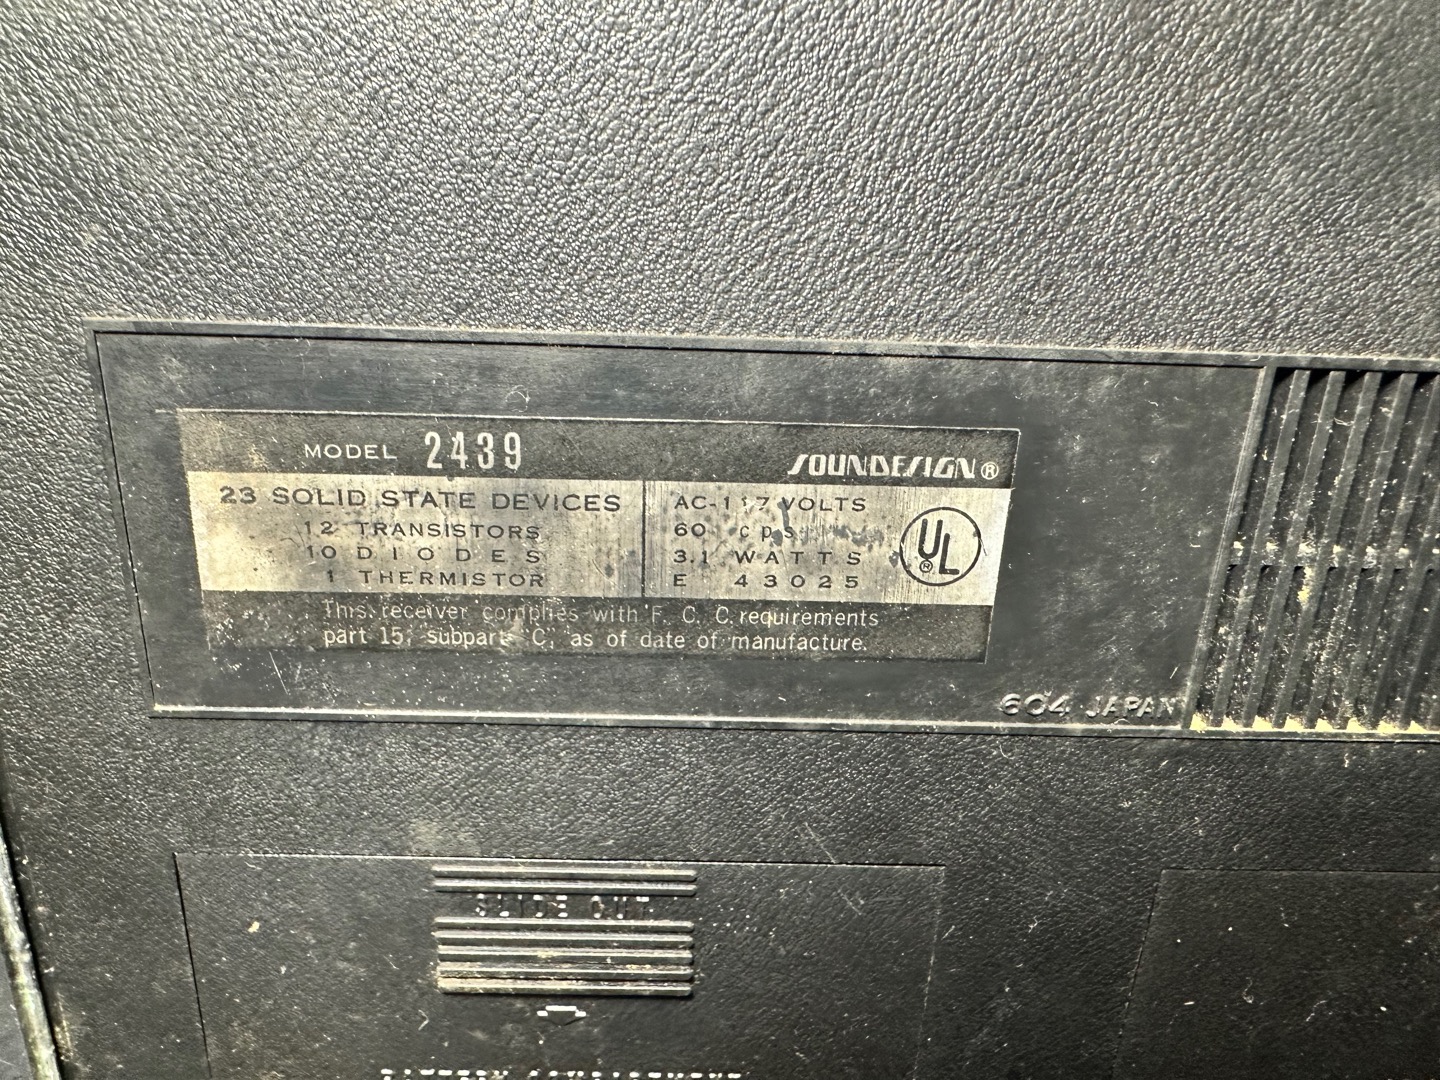 MODEL 2439
SOUNDESIGN®
23 SOLID STATE DEVICES
12 TRANSISTORS
10 DIODES
1 THERMISTOR
AC-117 VOLTS
60 cps
3.1 WATTS
E 43025
UL®
This receiver complies with F. C. C. requirements
part 15, subpart C, as of date of manufacture.
604 JAPAN
SLIDE OUT